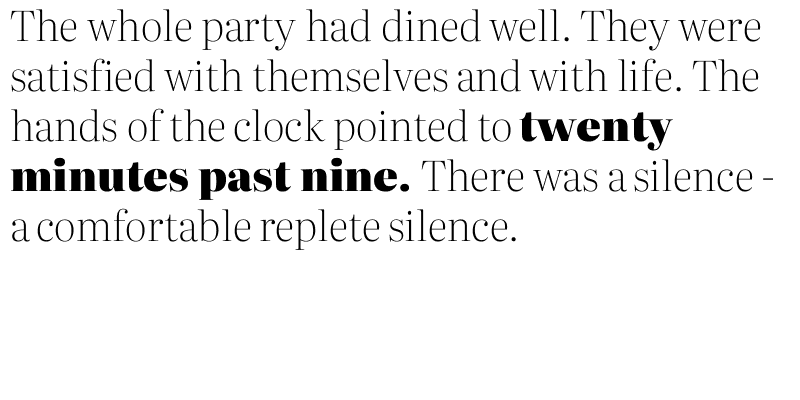 The whole party had dined well. They were
satisfied with themselves and with life. The
hands of the clock pointed to twenty
minutes past nine. There was a silence -
a comfortable replete silence.